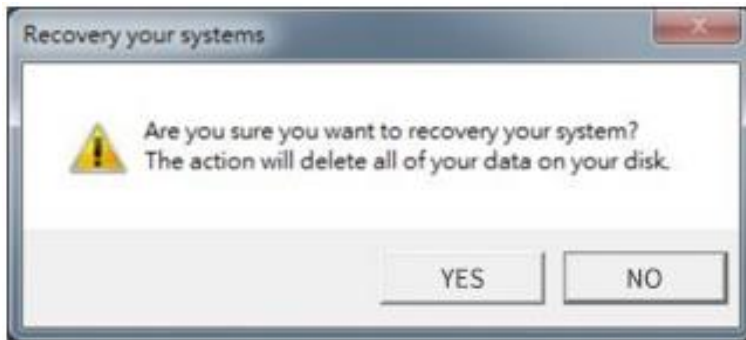 Recovery your systems
Are you sure you want to recovery your system?
The action will delete all of your data on your disk.
YES
NO